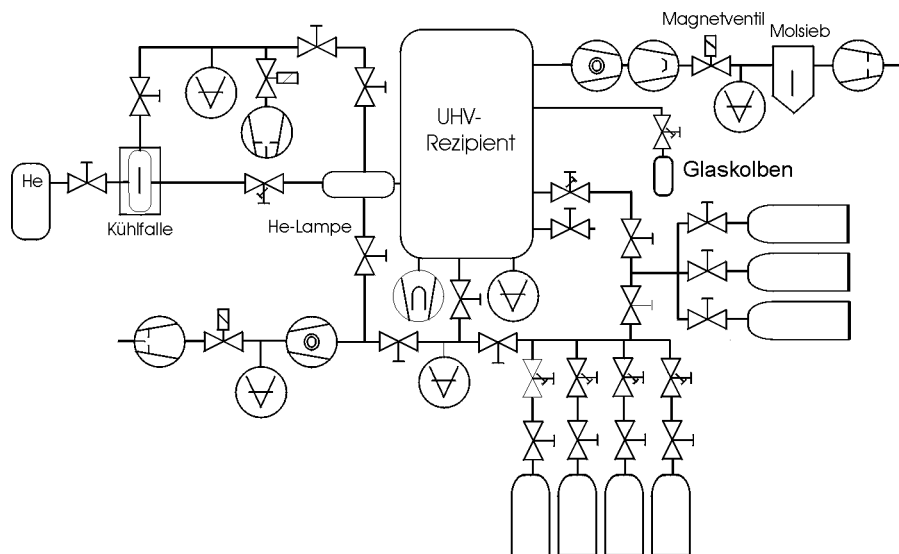 Magnetventil
Molsieb
UHV-
Rezipient
Glaskolben
He
Kühlfalle
He-Lampe